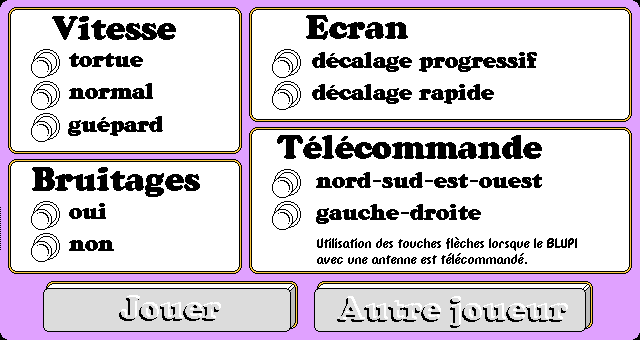 Vitesse
tortue
normal
guépard
Bruitages
oui
non
Ecran
décalage progressif
décalage rapide
Télécommande
nord-sud-est-ouest
gauche-droite
Utilisation des touches flèches lorsque le BLUPI
avec une antenne est télécommandé.
Jouer
Autre joueur